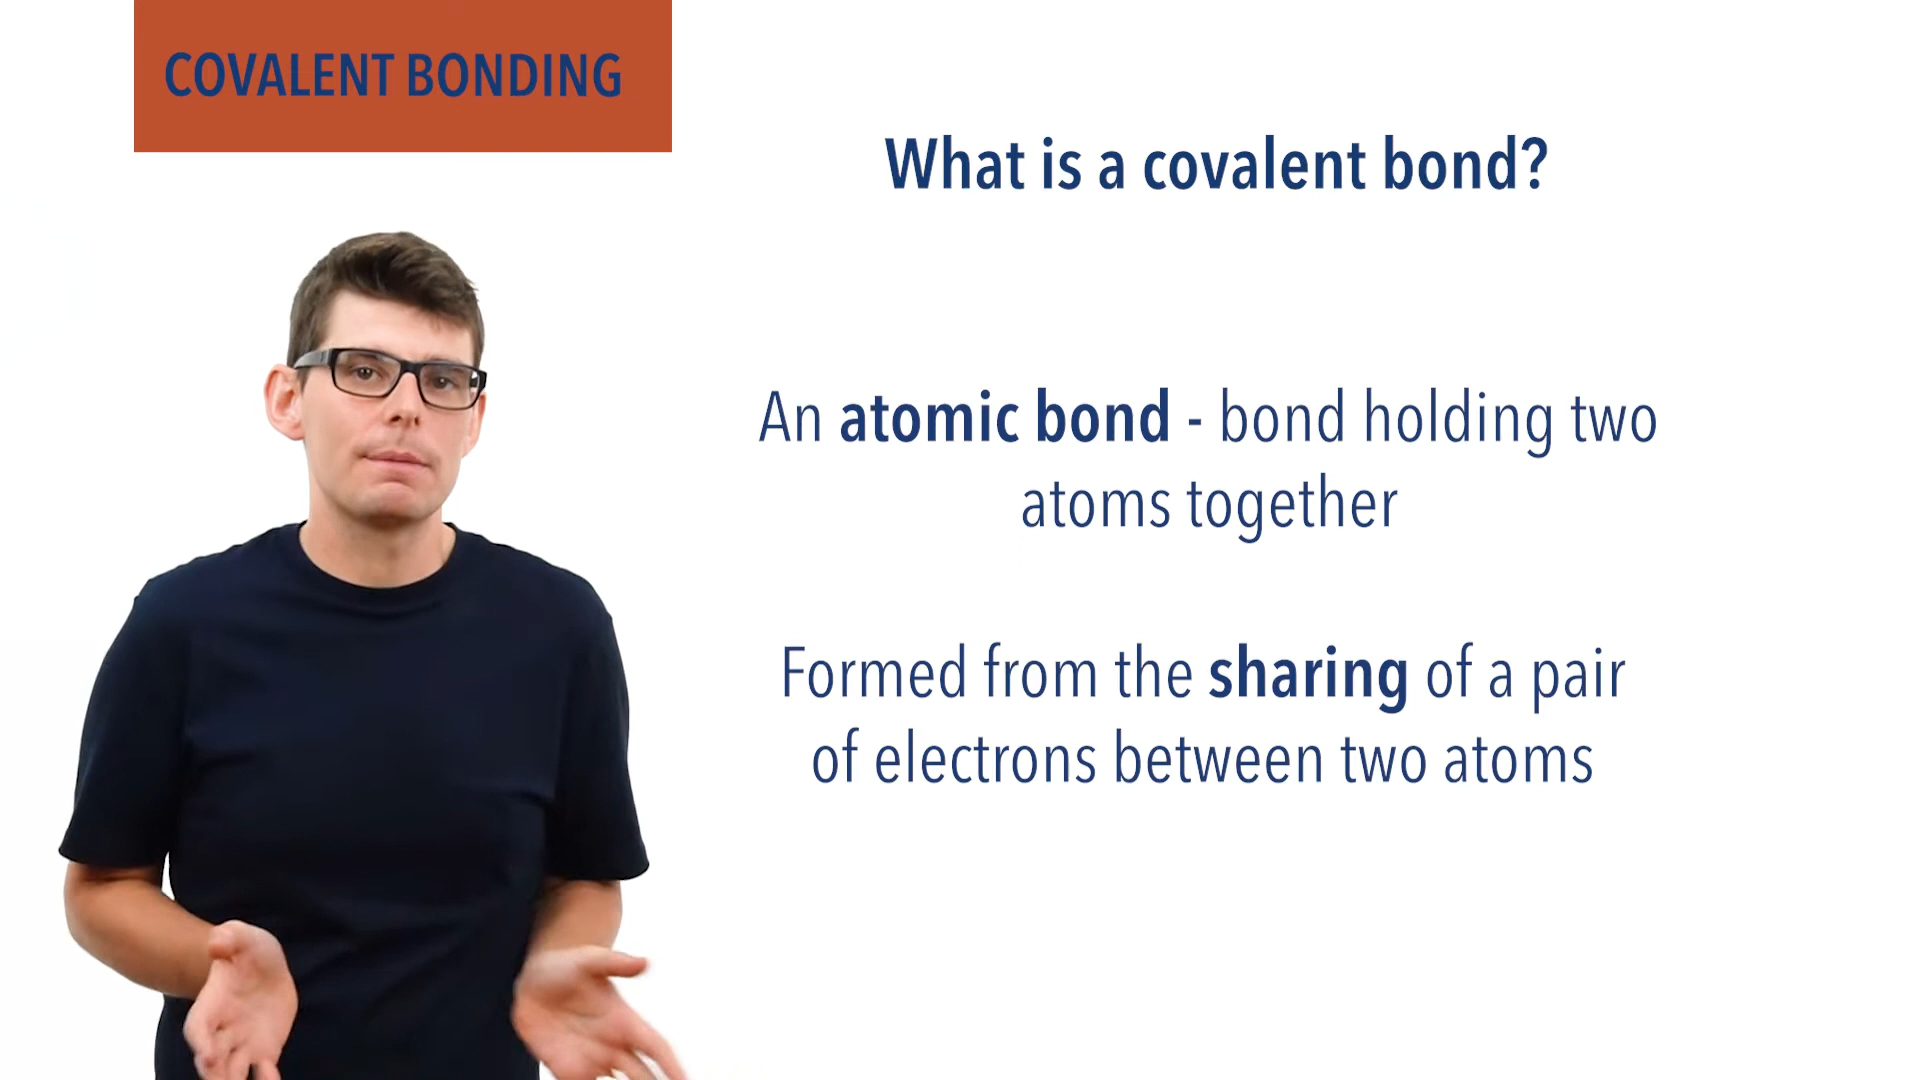 COVALENT BONDING
What is a covalent bond?
An atomic bond - bond holding two
atoms together
Formed from the sharing of a pair
of electrons between two atoms